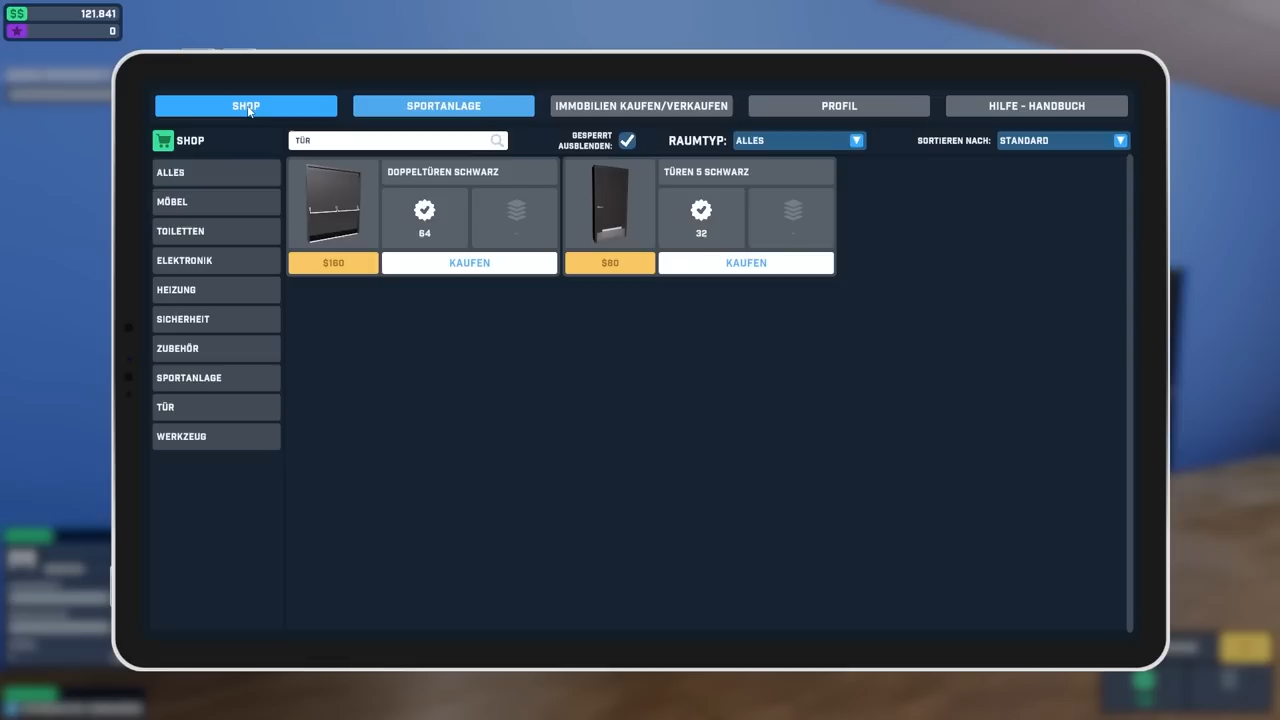 $$ 121.841
0
SHOP
SPORTANLAGE
IMMOBILIEN KAUFEN/VERKAUFEN
PROFIL
HILFE - HANDBUCH
SHOP
TÜR
GESPERRT
AUSBLENDEN:
RAUMTYP:
ALLES
SORTIEREN NACH:
STANDARD
ALLES
MÖBEL
TOILETTEN
ELEKTRONIK
HEIZUNG
SICHERHEIT
ZUBEHÖR
SPORTANLAGE
TÜR
WERKZEUG
DOPPELTÜREN SCHWARZ
64
-
$160
KAUFEN
TÜREN 5 SCHWARZ
32
-
$80
KAUFEN